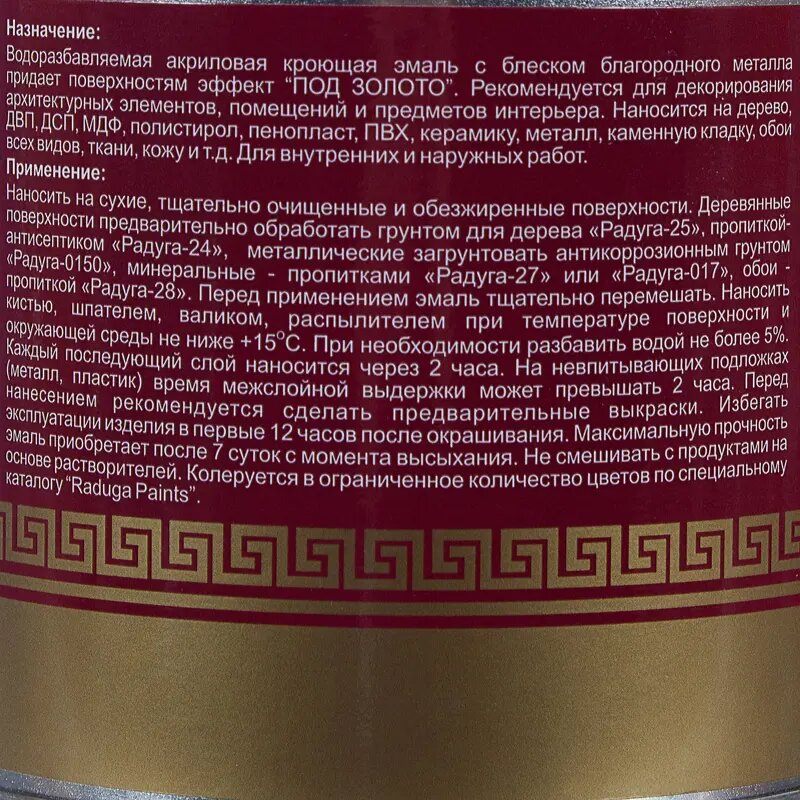 Назначение:
Водоразбавляемая акриловая кроющая эмаль с блеском благородного металла
придает поверхностям эффект “ПОД ЗОЛОТО”. Рекомендуется для декорирования
архитектурных элементов, помещений и предметов интерьера. Наносится на дерево,
ДВП, ДСП, МДФ, полистирол, пенопласт, ПВХ, керамику, металл, каменную кладку, обои
всех видов, ткани, кожу и т.д. Для внутренних и наружных работ.
Применение:
Наносить на сухие, тщательно очищенные и обезжиренные поверхности. Деревянные
поверхности предварительно обработать грунтом для дерева «Радуга-25», пропиткой-
антисептиком «Радуга-24», металлические загрунтовать антикоррозионным грунтом
«Радуга-0150», минеральные - пропитками «Радуга-27» или «Радуга-017», обои -
пропиткой «Радуга-28». Перед применением эмаль тщательно перемешать. Наносить
кистью, шпателем, валиком, распылителем при температуре поверхности и
окружающей среды не ниже +15°С. При необходимости разбавить водой не более 5%.
Каждый последующий слой наносится через 2 часа. На невпитывающих подложках
(металл, пластик) время межслойной выдержки может превышать 2 часа. Перед
нанесением рекомендуется сделать предварительные выкраски. Избегать
эксплуатации изделия в первые 12 часов после окрашивания. Максимальную прочность
эмаль приобретает после 7 суток с момента высыхания. Не смешивать с продуктами на
основе растворителей. Колеруется в ограниченное количество цветов по специальному
каталогу “Raduga Paints”.